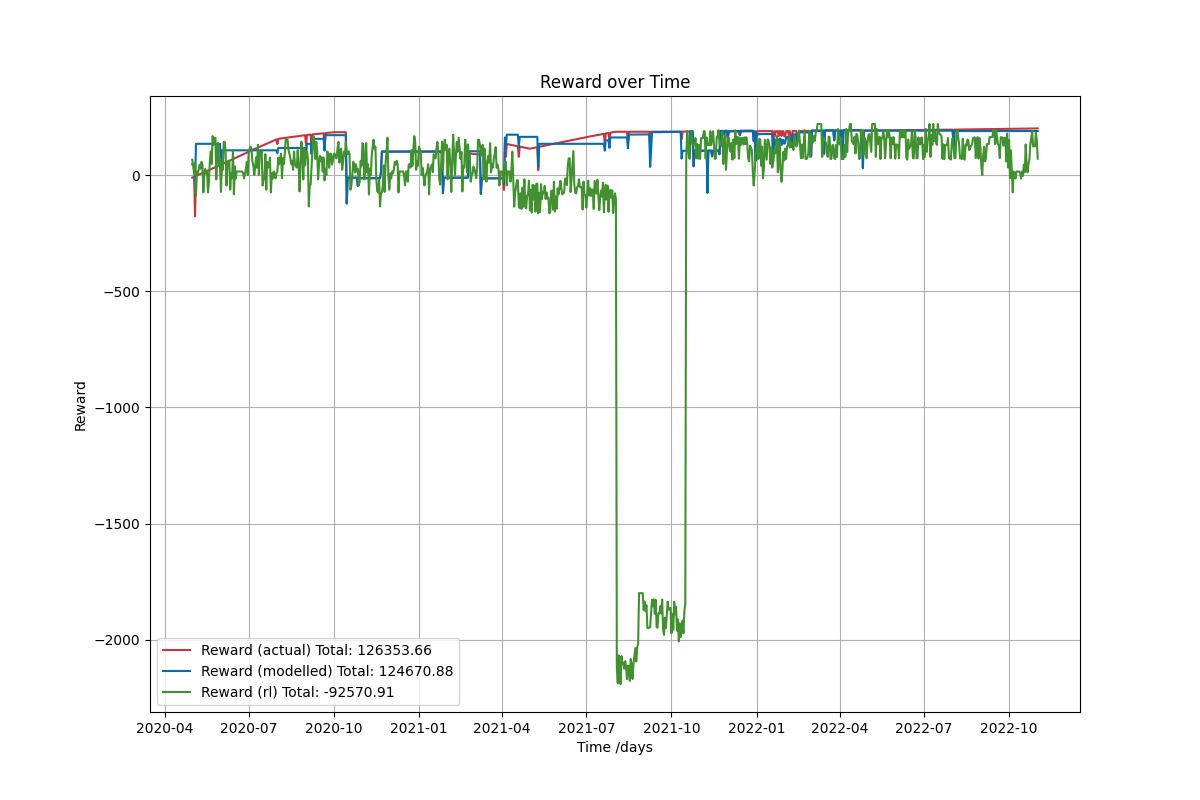 Reward over Time
0
−500
−1000
−1500
−2000
Reward
Reward (actual) Total: 126353.66
Reward (modelled) Total: 124670.88
Reward (rl) Total: -92570.91
2020-04 2020-07 2020-10 2021-01 2021-04 2021-07 2021-10 2022-01 2022-04 2022-07 2022-10
Time /days